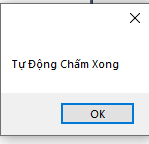 Tự Động Chấm Xong
OK